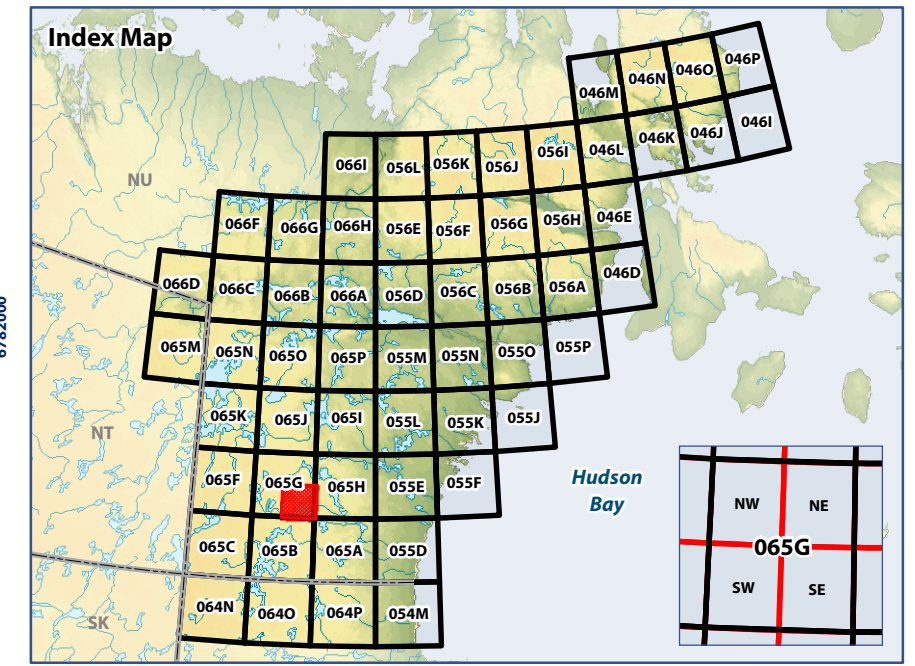 Index Map
046M 046N 046O 046P
066I 056L 056K 056J 056I 046L 046K 046J 046I
NU
066F 066G 066H 056E 056F 056G 056H 046E
066D 066C 066B 066A 056D 056C 056B 056A 046D
6782000
065M 065N 065O 065P 055M 055N 055O 055P
065K 065J 065I 055L 055K 055J
NT
065F 065G 065H 055E 055F
Hudson
Bay
065C 065B 065A 055D
064N 064O 064P 054M
SK
NW NE
065G
SW SE